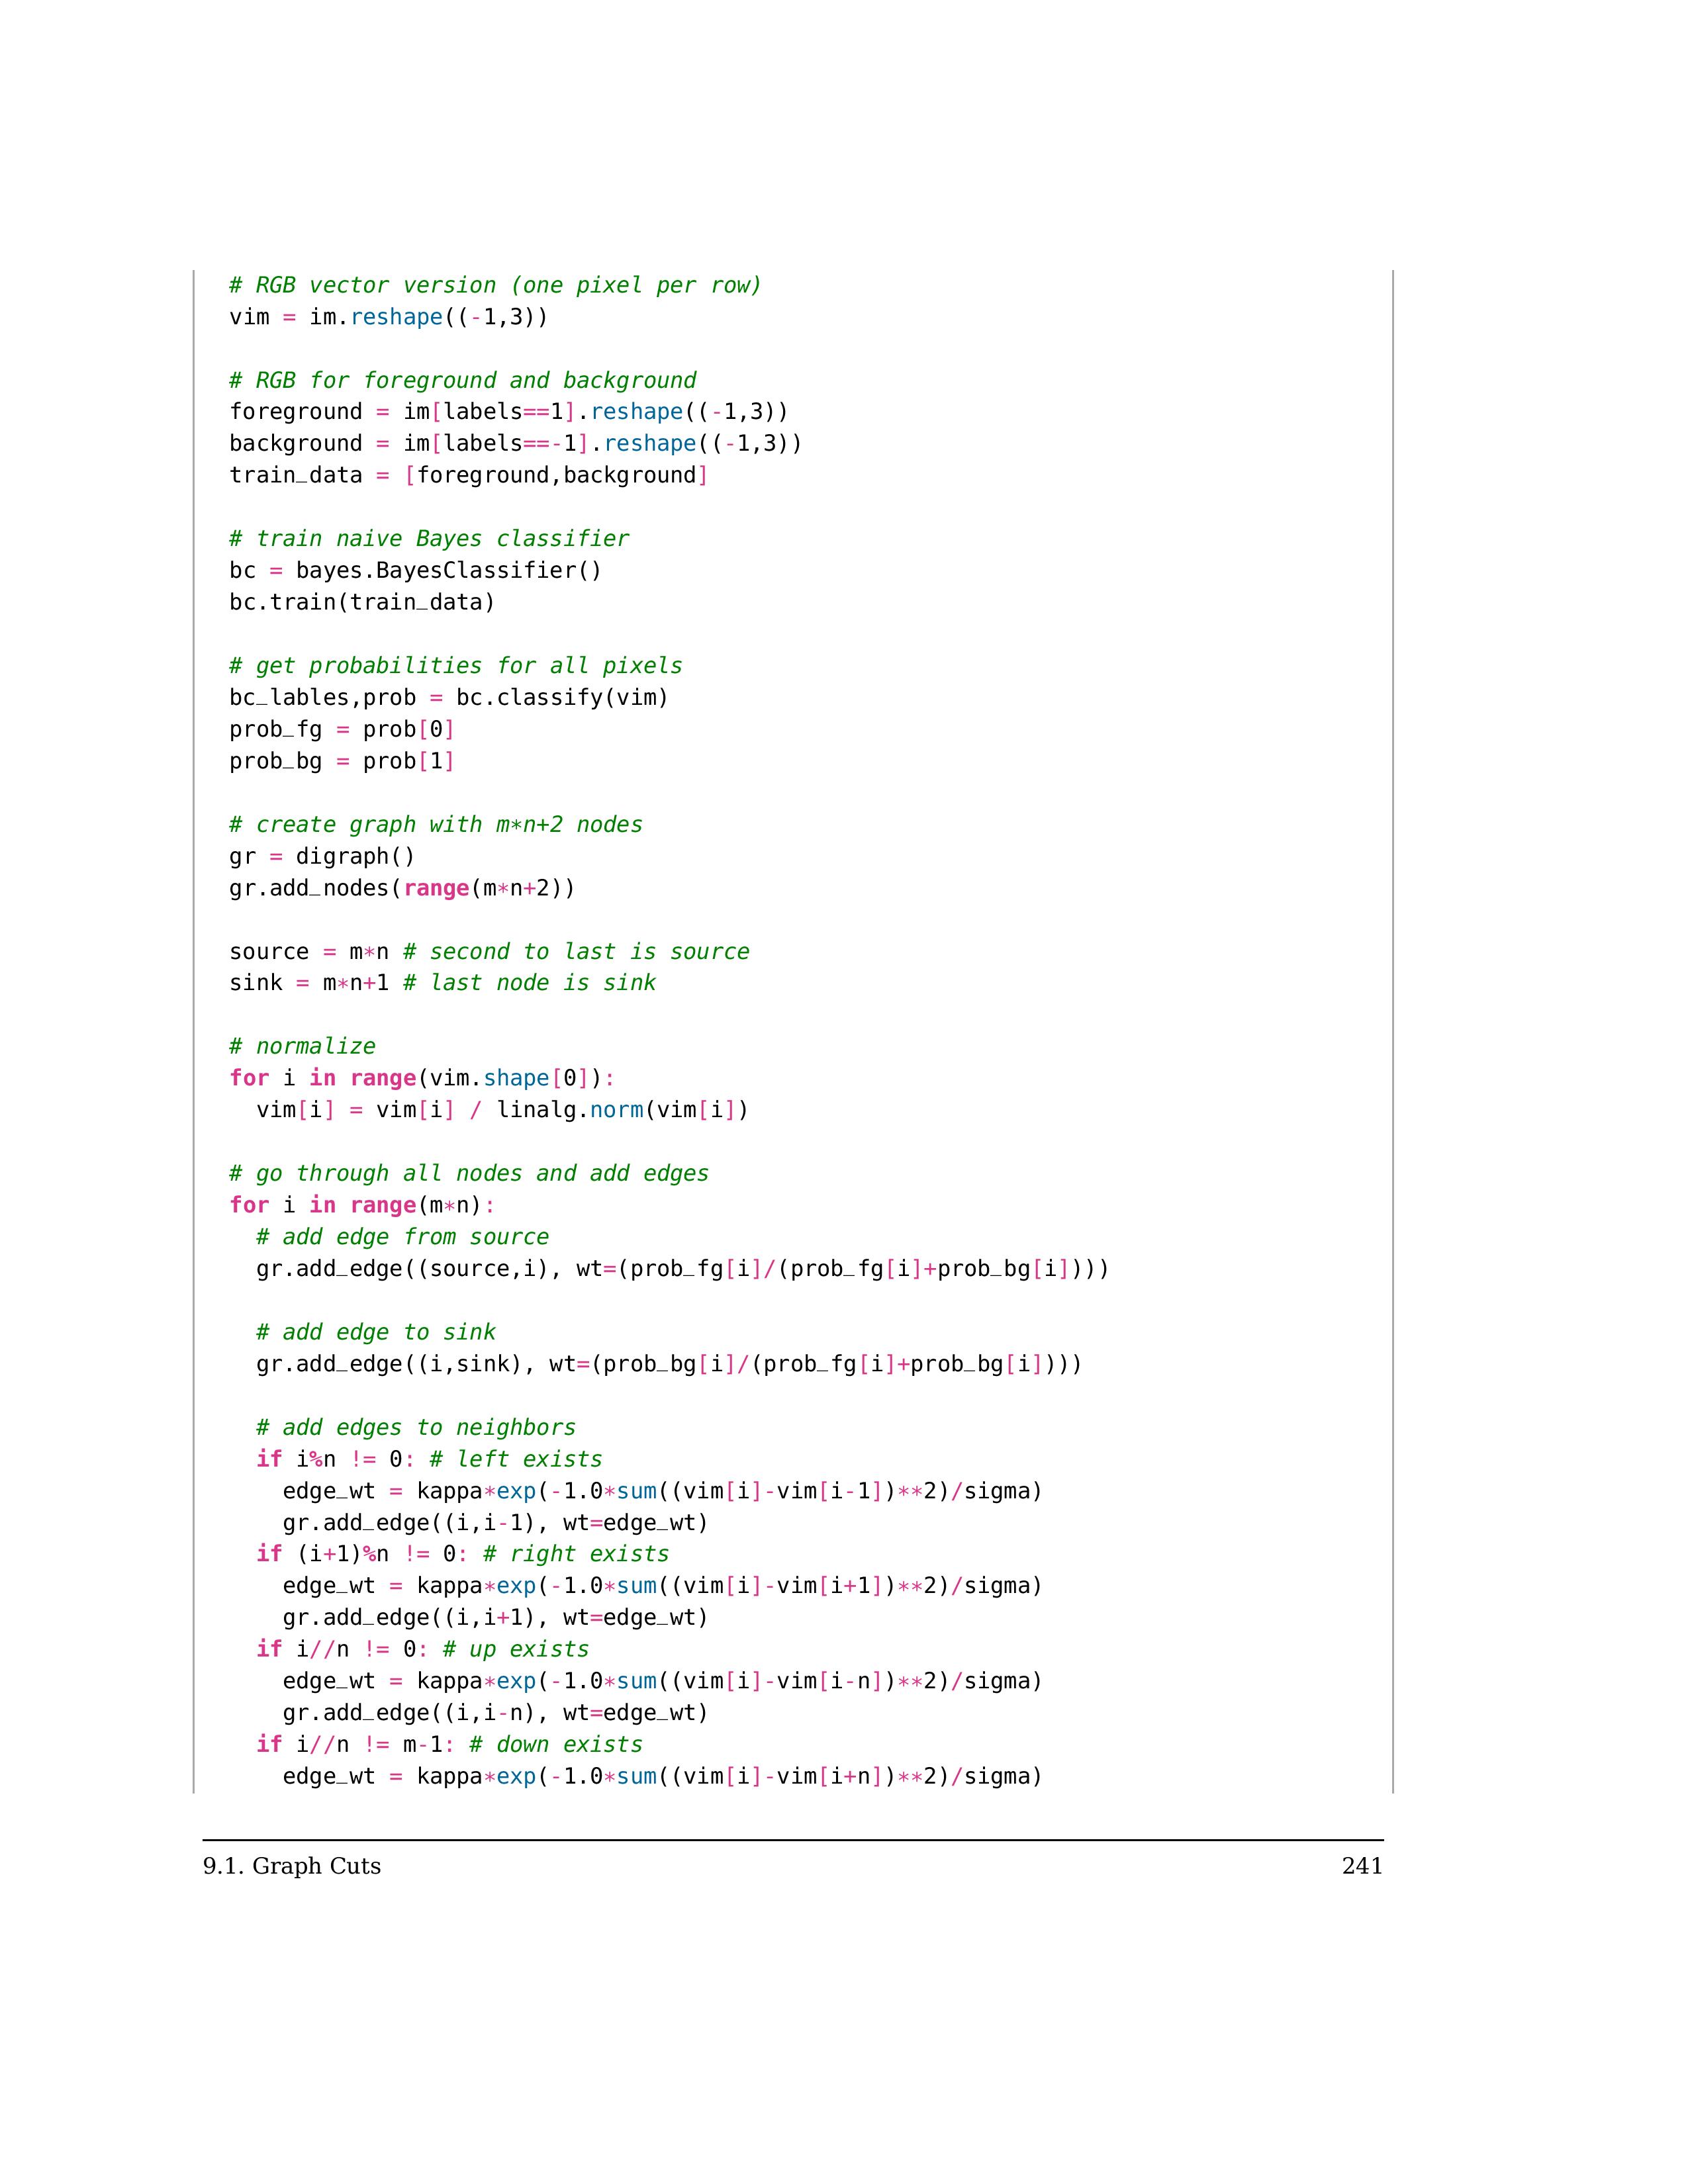 # RGB vector version (one pixel per row)
vim = im.reshape((-1,3))
# RGB for foreground and background
foreground = im[labels==1].reshape((-1,3))
background = im[labels==-1].reshape((-1,3))
train_data = [foreground,background]
# train naive Bayes classifier
bc = bayes.BayesClassifier()
bc.train(train_data)
# get probabilities for all pixels
bc_lables,prob = bc.classify(vim)
prob_fg = prob[0]
prob_bg = prob[1]
# create graph with m*n+2 nodes
gr = digraph()
gr.add_nodes(range(m*n+2))
source = m*n # second to last is source
sink = m*n+1 # last node is sink
# normalize
for i in range(vim.shape[0]):
  vim[i] = vim[i] / linalg.norm(vim[i])
# go through all nodes and add edges
for i in range(m*n):
  # add edge from source
  gr.add_edge((source,i), wt=(prob_fg[i]/(prob_fg[i]+prob_bg[i])))
  # add edge to sink
  gr.add_edge((i,sink), wt=(prob_bg[i]/(prob_fg[i]+prob_bg[i])))
  # add edges to neighbors
  if i%n != 0: # left exists
    edge_wt = kappa*exp(-1.0*sum((vim[i]-vim[i-1])**2)/sigma)
    gr.add_edge((i,i-1), wt=edge_wt)
  if (i+1)%n != 0: # right exists
    edge_wt = kappa*exp(-1.0*sum((vim[i]-vim[i+1])**2)/sigma)
    gr.add_edge((i,i+1), wt=edge_wt)
  if i//n != 0: # up exists
    edge_wt = kappa*exp(-1.0*sum((vim[i]-vim[i-n])**2)/sigma)
    gr.add_edge((i,i-n), wt=edge_wt)
  if i//n != m-1: # down exists
    edge_wt = kappa*exp(-1.0*sum((vim[i]-vim[i+n])**2)/sigma)
9.1. Graph Cuts 241